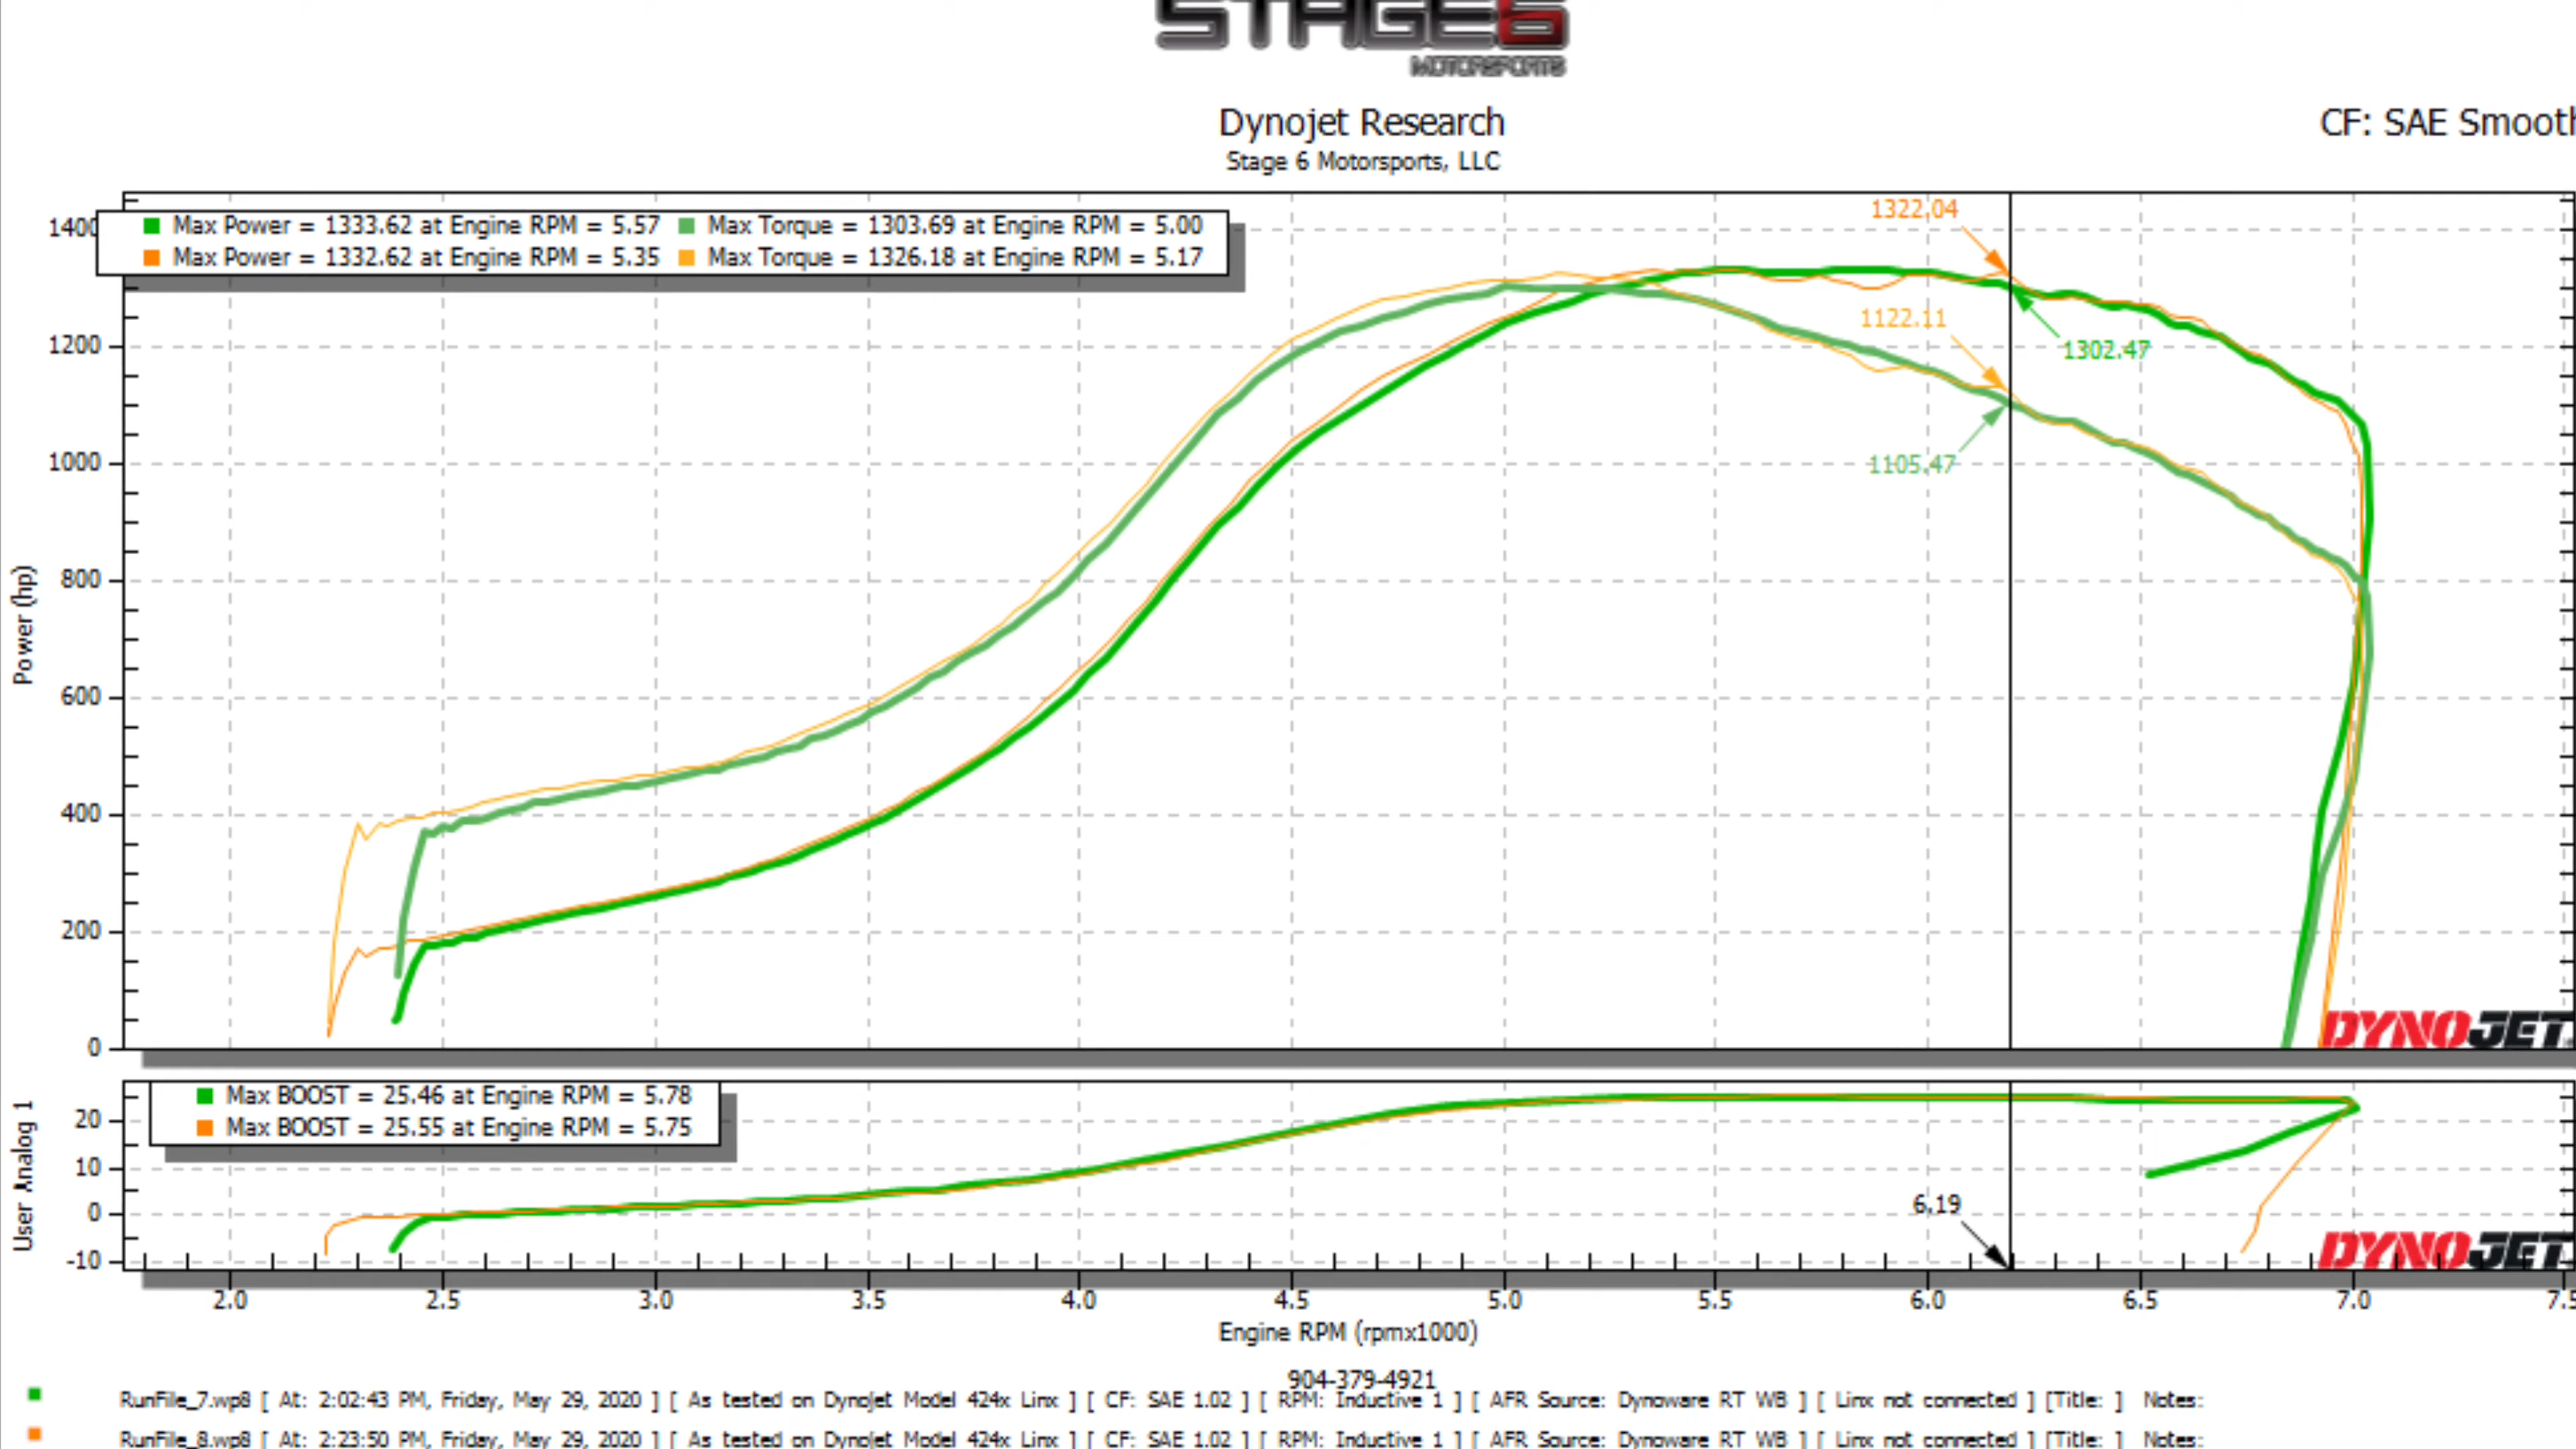 STAGE6
MOTORSPORTS
Dynojet Research
CF: SAE Smooth
Stage 6 Motorsports, LLC
Max Power = 1333.62 at Engine RPM = 5.57 Max Torque = 1303.69 at Engine RPM = 5.00
Max Power = 1332.62 at Engine RPM = 5.35 Max Torque = 1326.18 at Engine RPM = 5.17
1400
1200
1000
800
600
400
200
0
Power (hp)
1322.04
1122.11
1302.47
1105.47
DYNOJET
Max BOOST = 25.46 at Engine RPM = 5.78
Max BOOST = 25.55 at Engine RPM = 5.75
20
10
0
-10
User Analog 1
6.19
DYNOJET
2.0 2.5 3.0 3.5 4.0 4.5 5.0 5.5 6.0 6.5 7.0 7.5
Engine RPM (rpmx1000)
904-379-4921
RunFile_7.wp8 [ At: 2:02:43 PM, Friday, May 29, 2020 ] [ As tested on Dynojet Model 424x Linx ] [ CF: SAE 1.02 ] [ RPM: Inductive 1 ] [ AFR Source: Dynoware RT WB ] [ Linx not connected ] [Title: ] Notes:
RunFile_8.wp8 [ At: 2:23:50 PM, Friday, May 29, 2020 ] [ As tested on Dynojet Model 424x Linx ] [ CF: SAE 1.02 ] [ RPM: Inductive 1 ] [ AFR Source: Dynoware RT WB ] [ Linx not connected ] [Title: ] Notes: